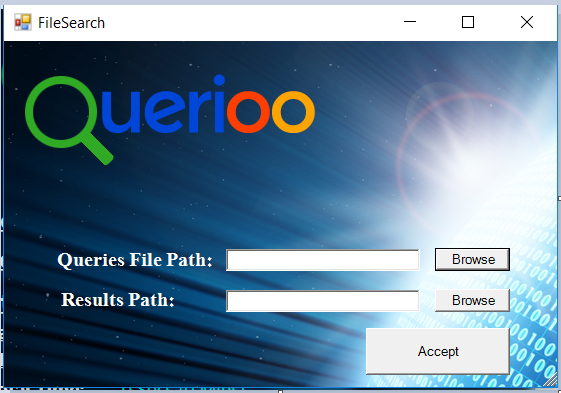 FileSearch
Querioo
Queries File Path: Browse
Results Path: Browse
Accept